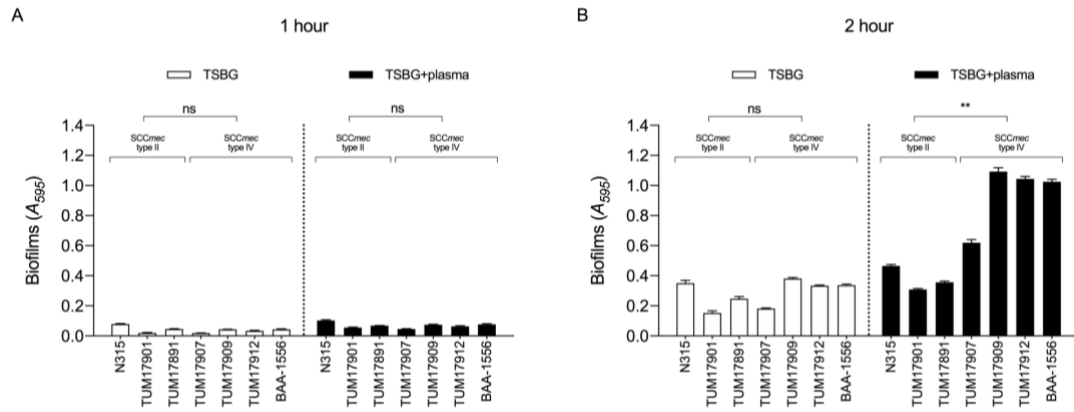 A
1 hour
TSBG
TSBG+plasma
ns
ns
SCCmec
type II
SCCmec
type IV
SCCmec
type II
SCCmec
type IV
1.4
1.2
1.0
0.8
0.6
0.4
0.2
0.0
Biofilms (A595)
N315
TUM17901
TUM17891
TUM17907
TUM17909
TUM17912
BAA-1556
N315
TUM17901
TUM17891
TUM17907
TUM17909
TUM17912
BAA-1556
B
2 hour
TSBG
TSBG+plasma
ns
**
SCCmec
type II
SCCmec
type IV
SCCmec
type II
SCCmec
type IV
1.4
1.2
1.0
0.8
0.6
0.4
0.2
0.0
Biofilms (A595)
N315
TUM17901
TUM17891
TUM17907
TUM17909
TUM17912
BAA-1556
N315
TUM17901
TUM17891
TUM17907
TUM17909
TUM17912
BAA-1556